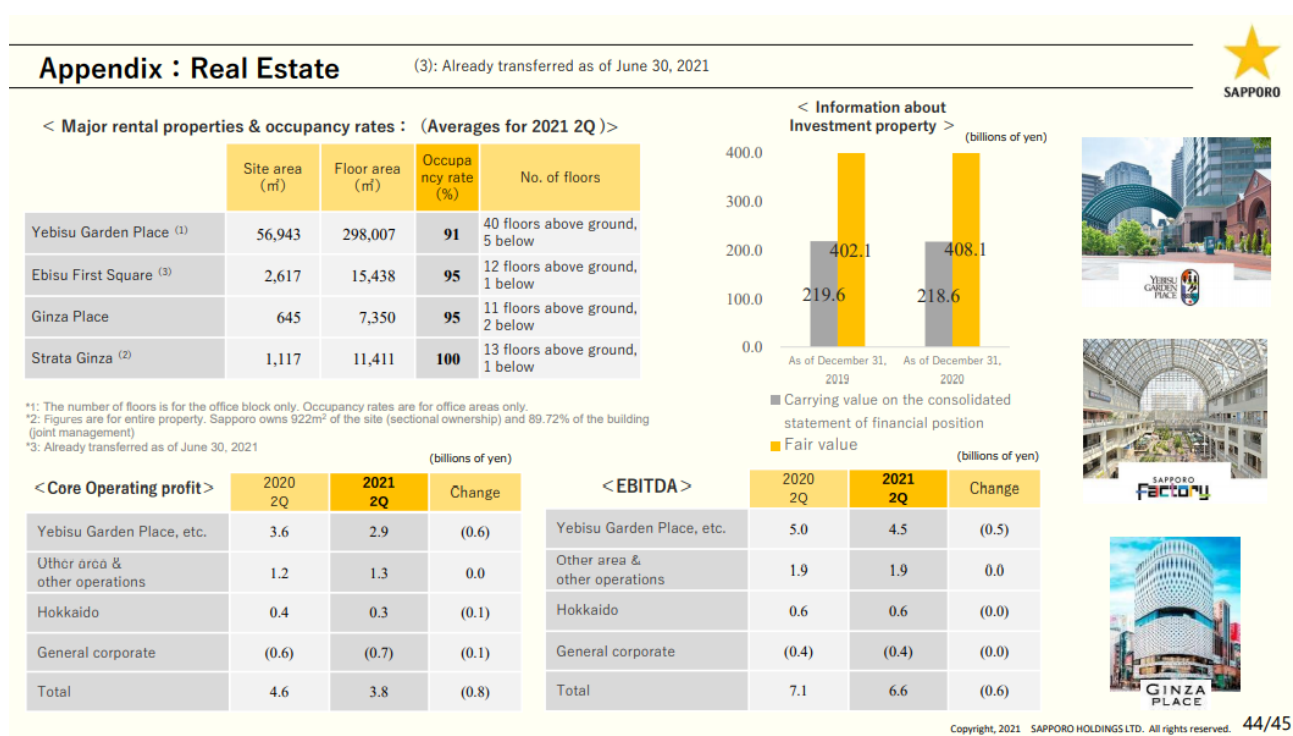 Appendix：Real Estate
(3): Already transferred as of June 30, 2021
SAPPORO
＜ Major rental properties & occupancy rates： （Averages for 2021 2Q )＞
Site area (㎡)
Floor area (㎡)
Occupa ncy rate (%)
No. of floors
Yebisu Garden Place (1)
56,943
298,007
91
40 floors above ground, 5 below
Ebisu First Square (3)
2,617
15,438
95
12 floors above ground, 1 below
Ginza Place
645
7,350
95
11 floors above ground, 2 below
Strata Ginza (2)
1,117
11,411
100
13 floors above ground, 1 below
*1: The number of floors is for the office block only. Occupancy rates are for office areas only.
*2: Figures are for entire property. Sapporo owns 922m² of the site (sectional ownership) and 89.72% of the building
(joint management)
*3: Already transferred as of June 30, 2021
＜ Information about
Investment property ＞
(billions of yen)
400.0
300.0
200.0
100.0
0.0
402.1
219.6
408.1
218.6
As of December 31, 2019
As of December 31, 2020
Carrying value on the consolidated
statement of financial position
Fair value
YEBISU
GARDEN
PLACE
SAPPORO
Factory
GINZA
PLACE
(billions of yen)
＜Core Operating profit＞
2020 2Q
2021 2Q
Change
Yebisu Garden Place, etc.
3.6
2.9
(0.6)
Other area &
other operations
1.2
1.3
0.0
Hokkaido
0.4
0.3
(0.1)
General corporate
(0.6)
(0.7)
(0.1)
Total
4.6
3.8
(0.8)
(billions of yen)
＜EBITDA＞
2020 2Q
2021 2Q
Change
Yebisu Garden Place, etc.
5.0
4.5
(0.5)
Other area &
other operations
1.9
1.9
0.0
Hokkaido
0.6
0.6
(0.0)
General corporate
(0.4)
(0.4)
(0.0)
Total
7.1
6.6
(0.6)
Copyright, 2021 SAPPORO HOLDINGS LTD. All rights reserved.
44/45